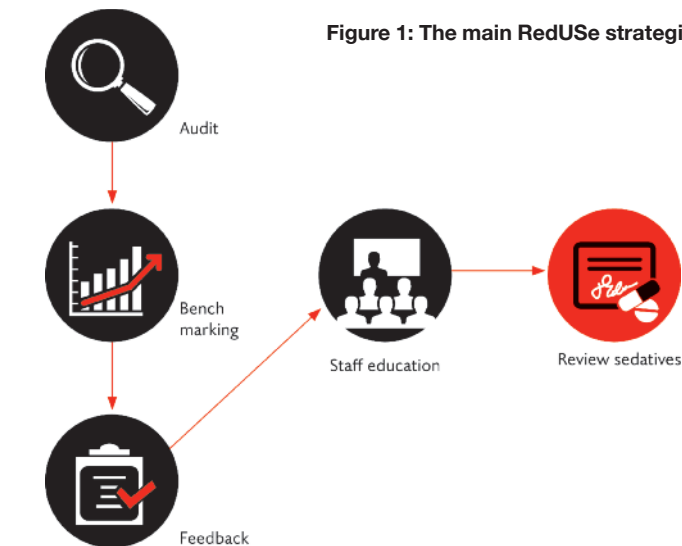 Figure 1: The main RedUSe strategi
Audit
Bench
marking
Staff education
Review sedatives
Feedback